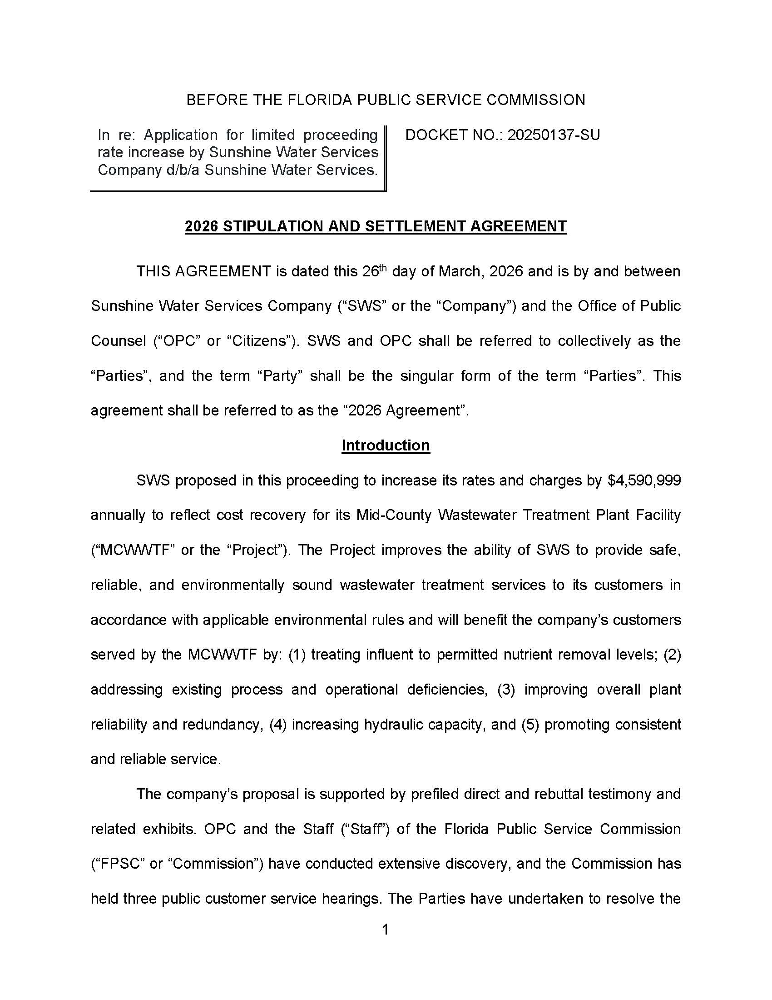 BEFORE THE FLORIDA PUBLIC SERVICE COMMISSION
In re: Application for limited proceeding
rate increase by Sunshine Water Services
Company d/b/a Sunshine Water Services.
DOCKET NO.: 20250137-SU
2026 STIPULATION AND SETTLEMENT AGREEMENT
THIS AGREEMENT is dated this 26th day of March, 2026 and is by and between
Sunshine Water Services Company (“SWS” or the “Company”) and the Office of Public
Counsel (“OPC” or “Citizens”). SWS and OPC shall be referred to collectively as the
“Parties”, and the term “Party” shall be the singular form of the term “Parties”. This
agreement shall be referred to as the “2026 Agreement”.
Introduction
SWS proposed in this proceeding to increase its rates and charges by $4,590,999
annually to reflect cost recovery for its Mid-County Wastewater Treatment Plant Facility
(“MCWWTF” or the “Project”). The Project improves the ability of SWS to provide safe,
reliable, and environmentally sound wastewater treatment services to its customers in
accordance with applicable environmental rules and will benefit the company’s customers
served by the MCWWTF by: (1) treating influent to permitted nutrient removal levels; (2)
addressing existing process and operational deficiencies, (3) improving overall plant
reliability and redundancy, (4) increasing hydraulic capacity, and (5) promoting consistent
and reliable service.
The company’s proposal is supported by prefiled direct and rebuttal testimony and
related exhibits. OPC and the Staff (“Staff”) of the Florida Public Service Commission
(“FPSC” or “Commission”) have conducted extensive discovery, and the Commission has
held three public customer service hearings. The Parties have undertaken to resolve the
1